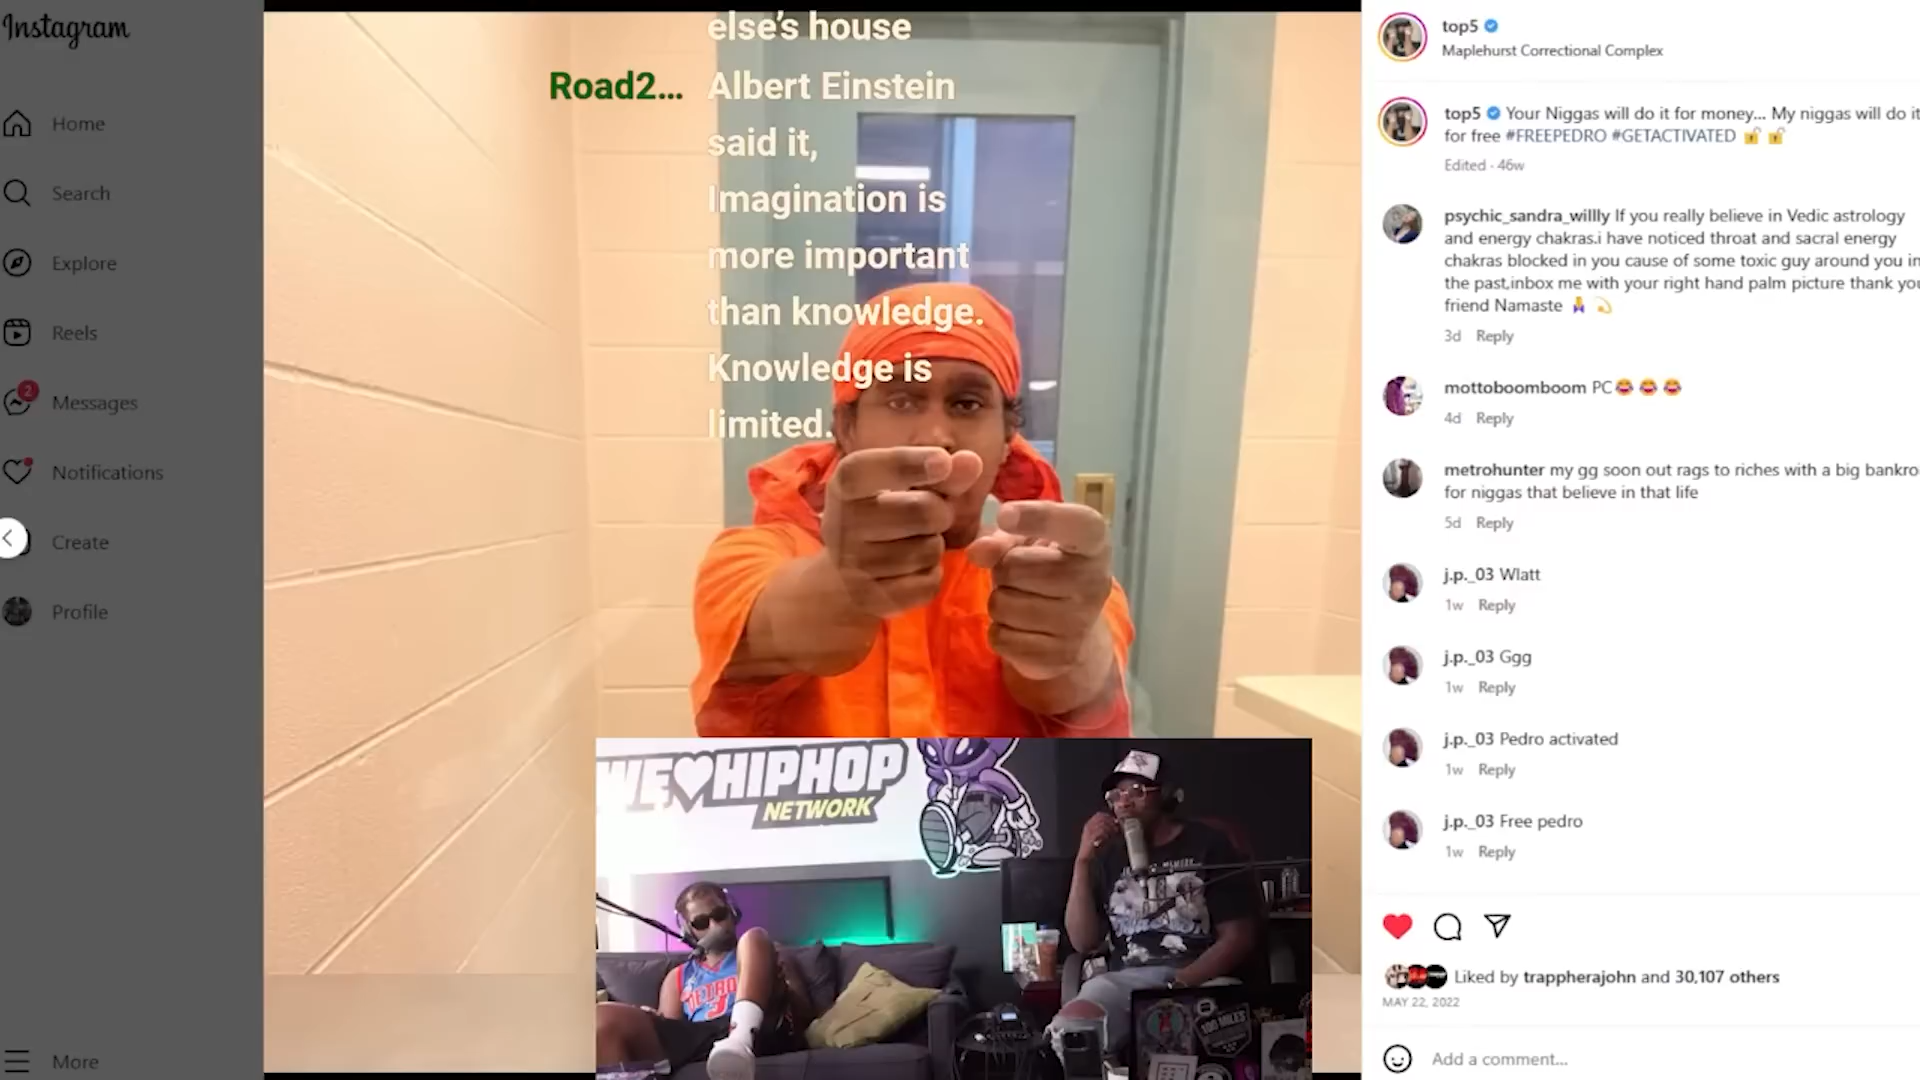 Instagram
Home
Search
Explore
Reels
2
Messages
Notifications
Create
Profile
More
else's house
Road2... Albert Einstein
said it,
Imagination is
more important
than knowledge.
Knowledge is
limited.
WE HIPHOP
NETWORK
100 MILES
top5
Maplehurst Correctional Complex
top5 Your Niggas will do it for money... My niggas will do it
for free #FREEPEDRO #GETACTIVATED
Edited · 46w
psychic_sandra_willly If you really believe in Vedic astrology
and energy chakras.i have noticed throat and sacral energy
chakras blocked in you cause of some toxic guy around you in
the past,inbox me with your right hand palm picture thank you
friend Namaste
3d Reply
mottoboomboom PC
4d Reply
metrohunter my gg soon out rags to riches with a big bankro
for niggas that believe in that life
5d Reply
j.p._03 Wlatt
1w Reply
j.p._03 Ggg
1w Reply
j.p._03 Pedro activated
1w Reply
j.p._03 Free pedro
1w Reply
Liked by trappherajohn and 30,107 others
MAY 22, 2022
Add a comment...